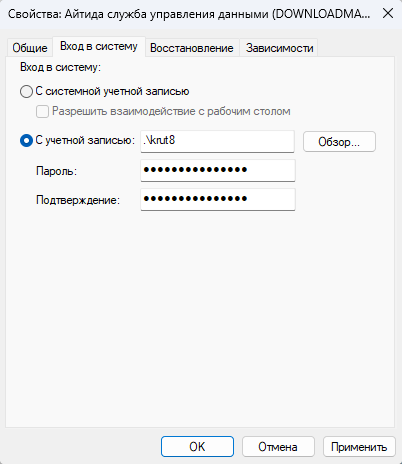 Свойства: Айтида служба управления данными (DOWNLOADMA...
Общие
Вход в систему
Восстановление
Зависимости
Вход в систему:
С системной учетной записью
Разрешить взаимодействие с рабочим столом
С учетной записью:
.\krut8
Обзор...
Пароль:
•••••••••••••••
Подтверждение:
•••••••••••••••
OK
Отмена
Применить